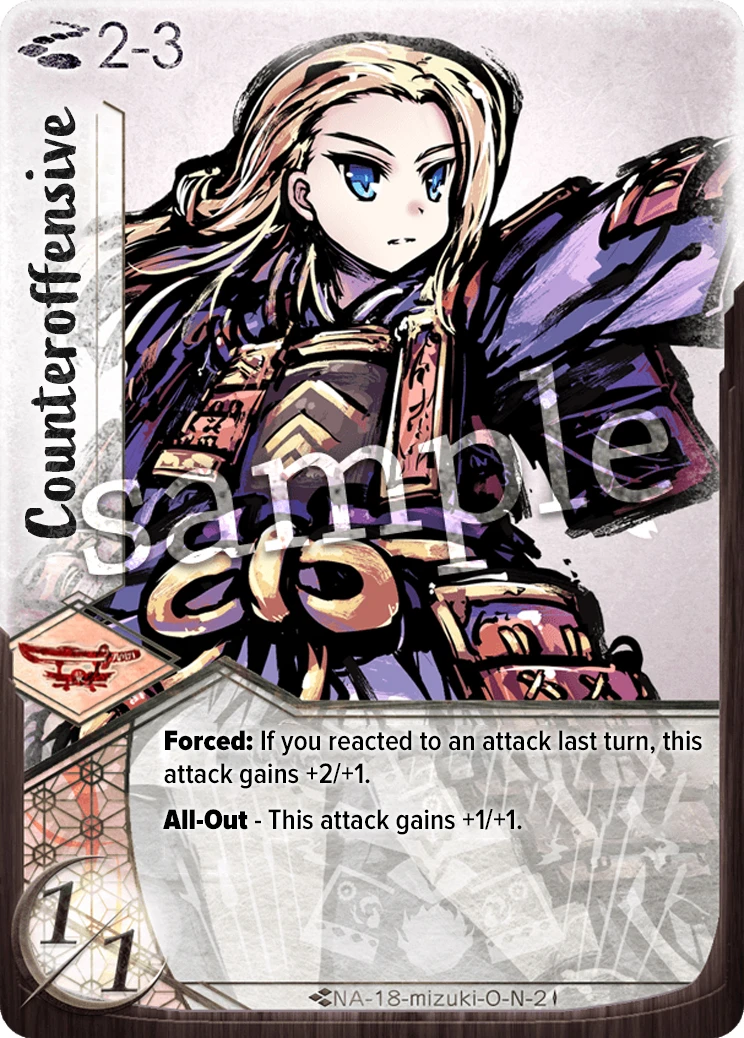 2-3
Counteroffensive
sample
Forced: If you reacted to an attack last turn, this
attack gains +2/+1.
All-Out - This attack gains +1/+1.
1/1
NA-18-mizuki-O-N-2